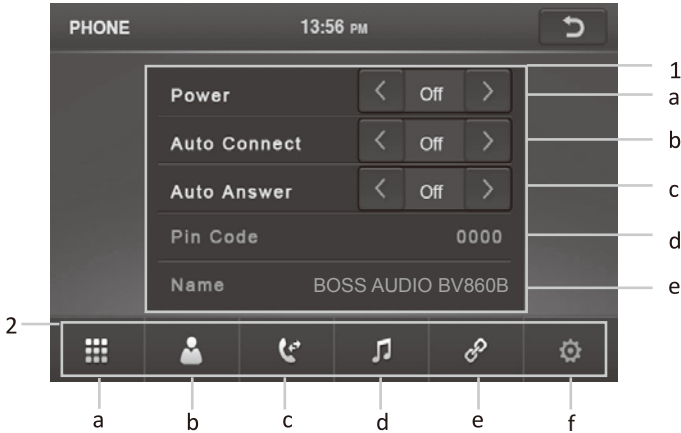 PHONE 13:56 PM
1
Power Off a
Auto Connect Off b
Auto Answer Off c
Pin Code 0000 d
Name BOSS AUDIO BV860B e
2
a b c d e f